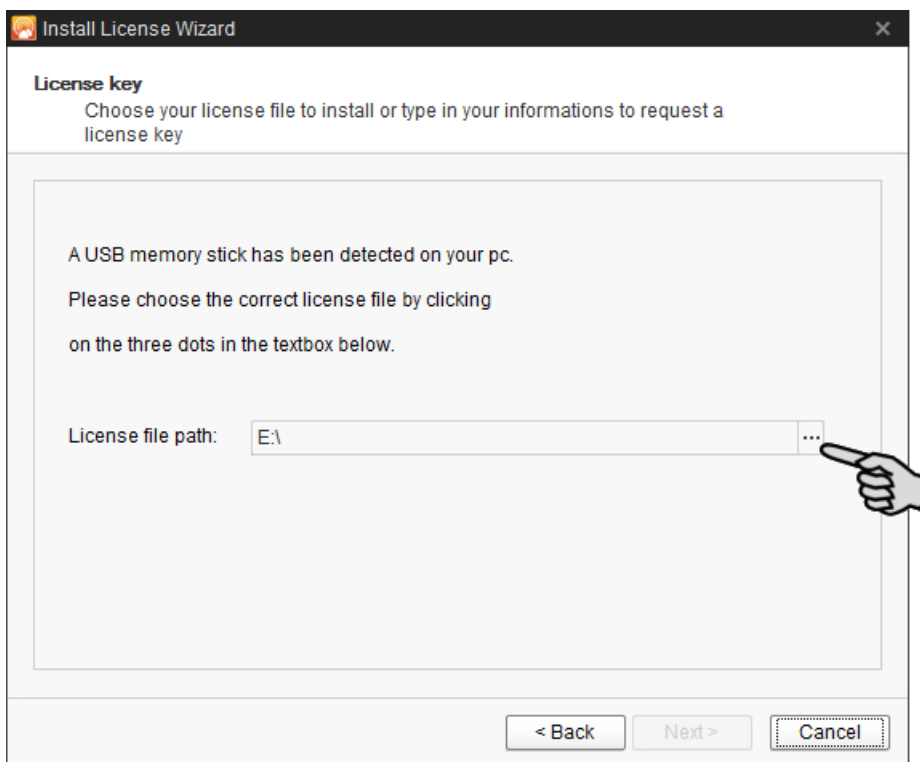 Install License Wizard
License key
Choose your license file to install or type in your informations to request a
license key
A USB memory stick has been detected on your pc.
Please choose the correct license file by clicking
on the three dots in the textbox below.
License file path: E:\ ...
< Back Next > Cancel